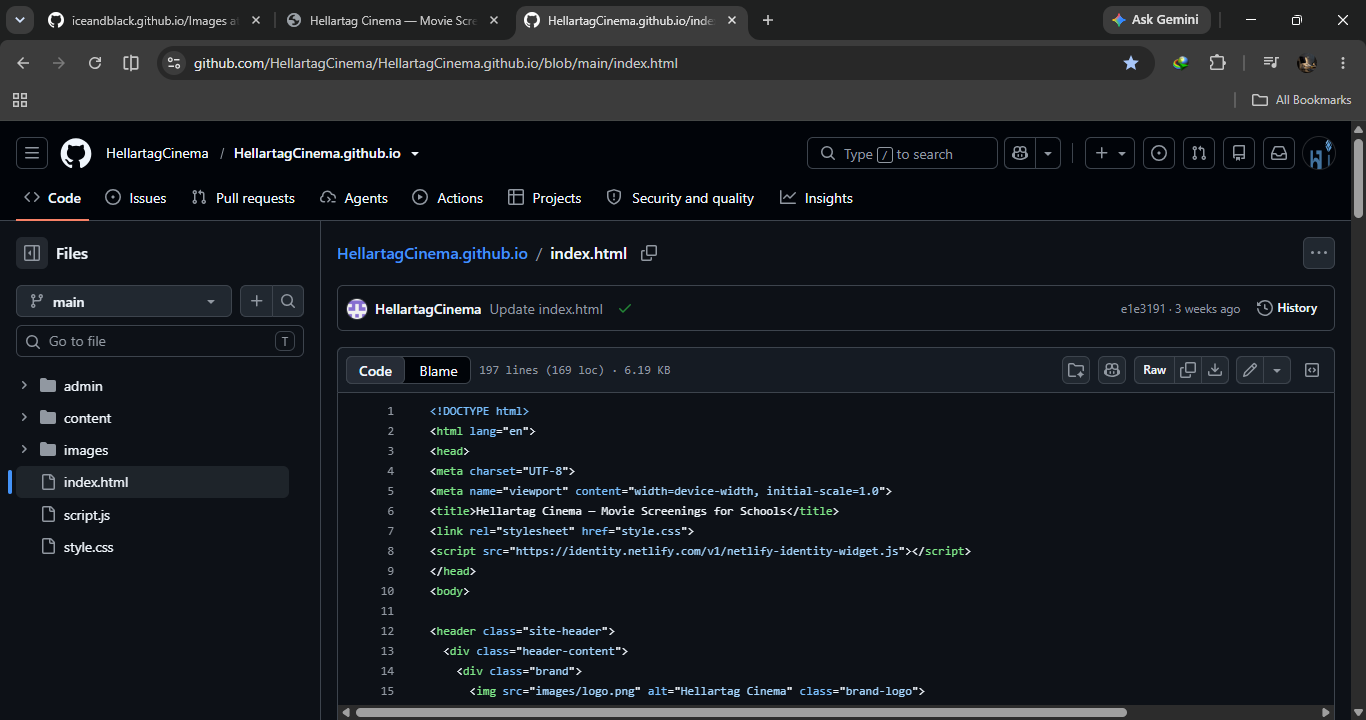 iceandblack.github.io/Images at
Hellartag Cinema — Movie Scre
HellartagCinema.github.io/inde
Ask Gemini
github.com/HellartagCinema/HellartagCinema.github.io/blob/main/index.html
All Bookmarks
HellartagCinema / HellartagCinema.github.io
Type / to search
Code
Issues
Pull requests
Agents
Actions
Projects
Security and quality
Insights
Files
HellartagCinema.github.io / index.html
main
HellartagCinema Update index.html
e1e3191 · 3 weeks ago
History
Go to file
T
Code
Blame
197 lines (169 loc) · 6.19 KB
Raw
admin
content
images
index.html
script.js
style.css
1 <!DOCTYPE html>
2 <html lang="en">
3 <head>
4 <meta charset="UTF-8">
5 <meta name="viewport" content="width=device-width, initial-scale=1.0">
6 <title>Hellartag Cinema — Movie Screenings for Schools</title>
7 <link rel="stylesheet" href="style.css">
8 <script src="https://identity.netlify.com/v1/netlify-identity-widget.js"></script>
9 </head>
10 <body>
11
12 <header class="site-header">
13 <div class="header-content">
14 <div class="brand">
15 <img src="images/logo.png" alt="Hellartag Cinema" class="brand-logo">